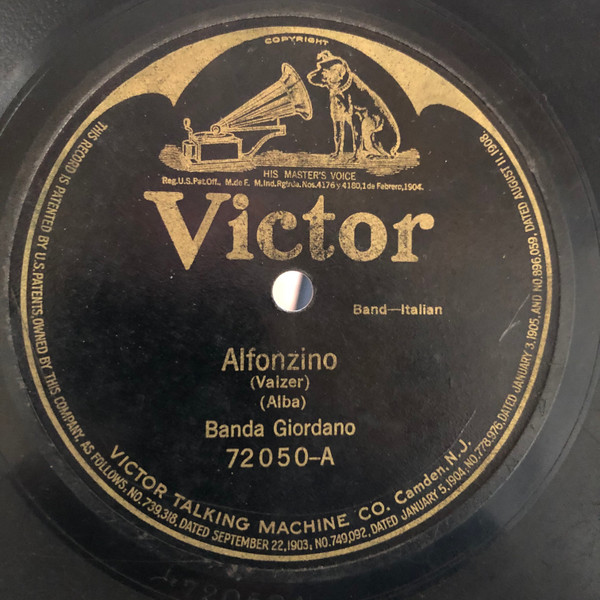 COPYRIGHT
HIS MASTER'S VOICE
Reg.U.S.Pat.Off., M.de F. M.Ind.Rgtrda.Nos.4176 y 4180,1 de Febrero,1904.
Victor
Band—Italian
Alfonzino
(Valzer)
(Alba)
Banda Giordano
72050-A
VICTOR TALKING MACHINE CO. Camden, N.J.
THIS RECORD IS PATENTED BY U.S. PATENTS, OWNED BY THIS COMPANY, AS FOLLOWS, NO. 739,318, DATED SEPTEMBER 22, 1903; NO. 749,092, DATED JANUARY 5, 1904, NO. 778,976, DATED JANUARY 3, 1905, AND NO. 896,059, DATED AUGUST 11, 1908.